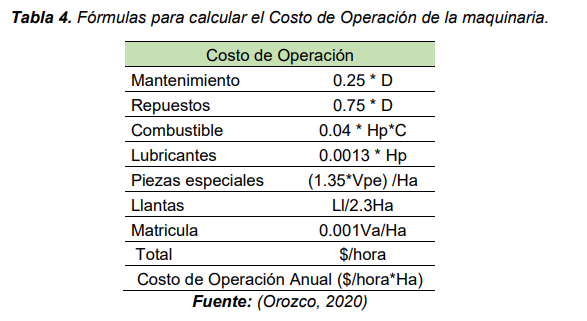 Tabla 4. Fórmulas para calcular el Costo de Operación de la maquinaria.
Costo de Operación
Mantenimiento 0.25 * D
Repuestos 0.75 * D
Combustible 0.04 * Hp*C
Lubricantes 0.0013 * Hp
Piezas especiales (1.35*Vpe) /Ha
Llantas Ll/2.3Ha
Matricula 0.001Va/Ha
Total $/hora
Costo de Operación Anual ($/hora*Ha)
Fuente: (Orozco, 2020)